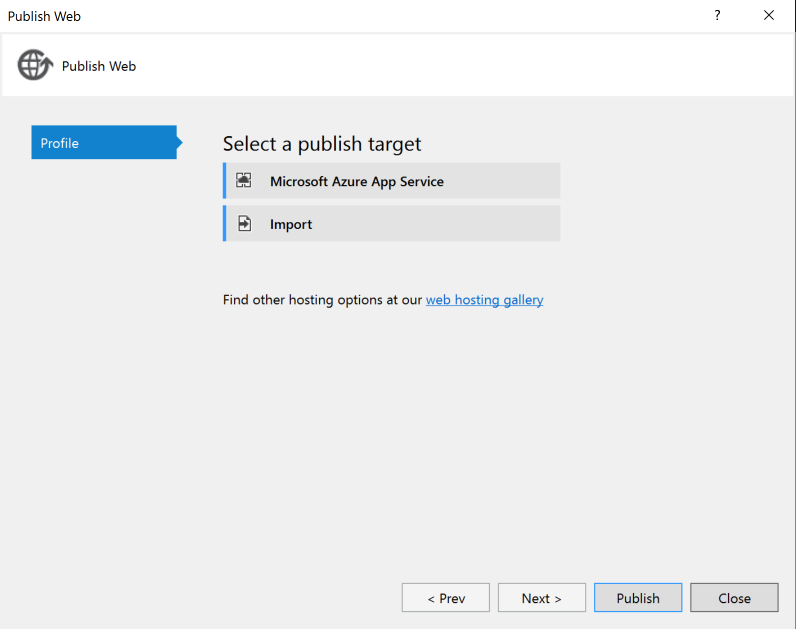 Publish Web
?
Publish Web
Profile
Select a publish target
Microsoft Azure App Service
Import
Find other hosting options at our web hosting gallery
< Prev
Next >
Publish
Close